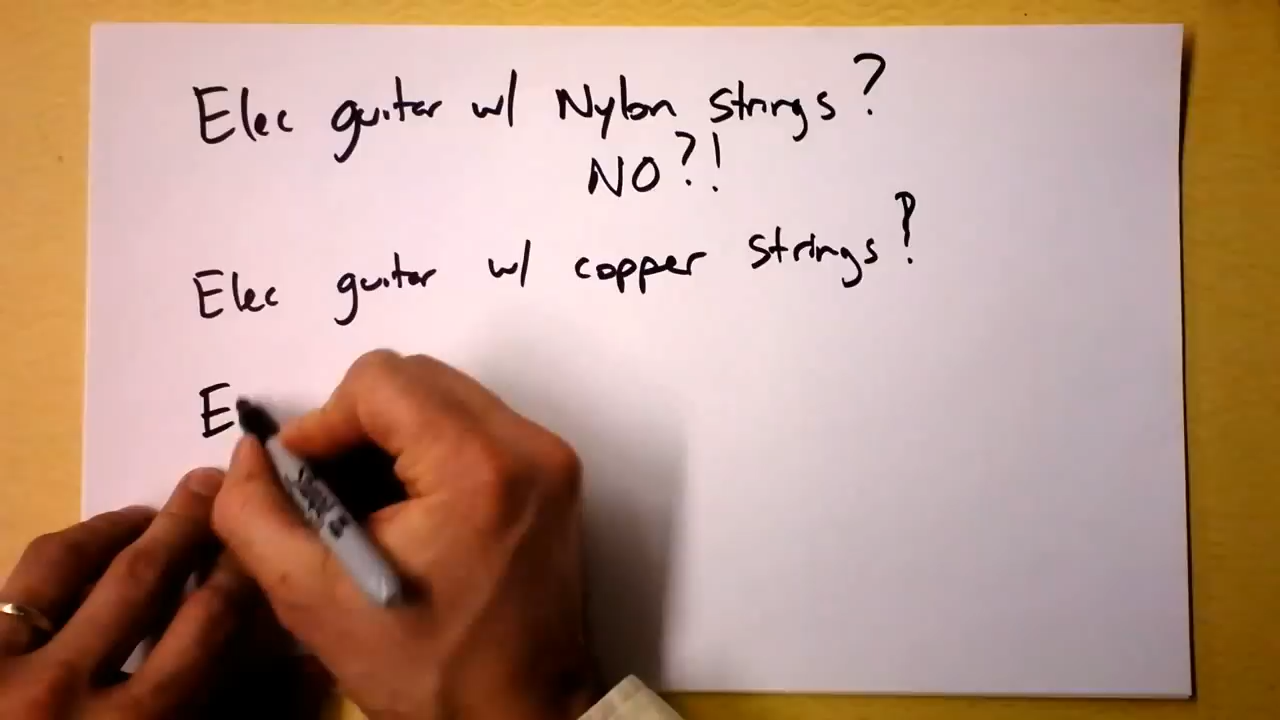 Elec guitar w/ Nylon strings?
NO?!
Elec guitar w/ copper strings?
E